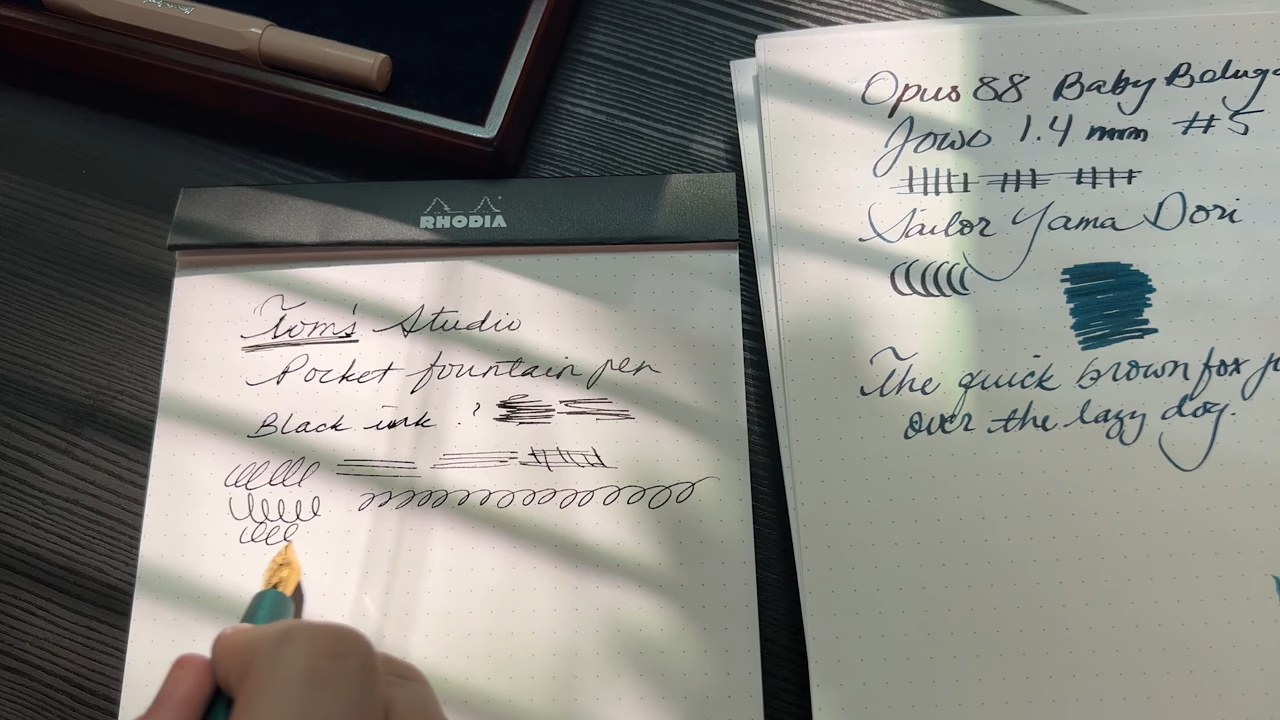 RHODIA
Tom's Studio
Pocket fountain pen
Black ink ?
Opus 88 Baby Beluga
Jowo 1.4 mm #5
Sailor Yama Dori
The quick brown fox
over the lazy dog.